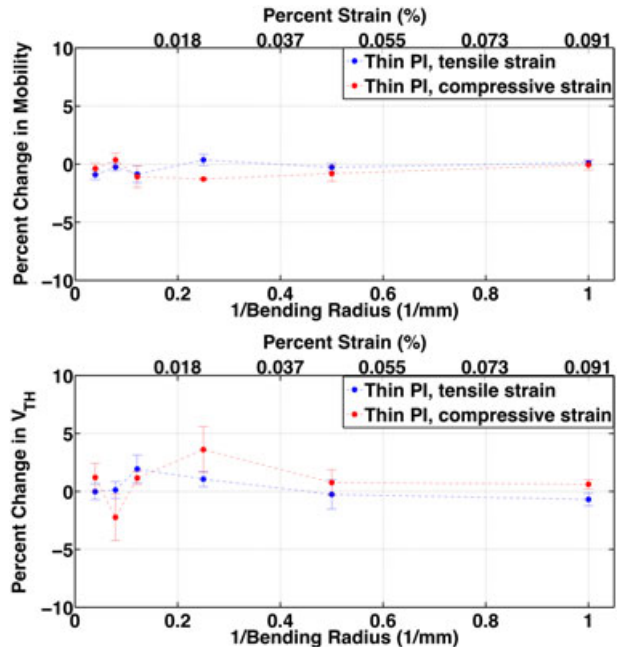 Percent Strain (%)
0.018 0.037 0.055 0.073 0.091
10
5
0
−5
−10
Percent Change in Mobility
Thin PI, tensile strain
Thin PI, compressive strain
0 0.2 0.4 0.6 0.8 1
1/Bending Radius (1/mm)
Percent Strain (%)
0.018 0.037 0.055 0.073 0.091
10
5
0
−5
−10
Percent Change in V_TH
Thin PI, tensile strain
Thin PI, compressive strain
0 0.2 0.4 0.6 0.8 1
1/Bending Radius (1/mm)